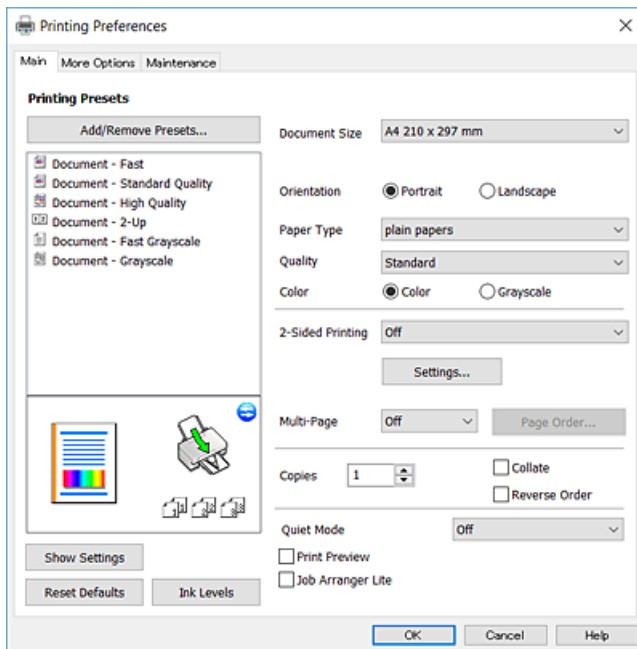 Printing Preferences
Main More Options Maintenance
Printing Presets
Add/Remove Presets...
Document - Fast
Document - Standard Quality
Document - High Quality
Document - 2-Up
Document - Fast Grayscale
Document - Grayscale
Show Settings
Reset Defaults Ink Levels
Document Size A4 210 x 297 mm
Orientation Portrait Landscape
Paper Type plain papers
Quality Standard
Color Color Grayscale
2-Sided Printing Off
Settings...
Multi-Page Off Page Order...
Copies 1 Collate
Reverse Order
Quiet Mode Off
Print Preview
Job Arranger Lite
OK Cancel Help